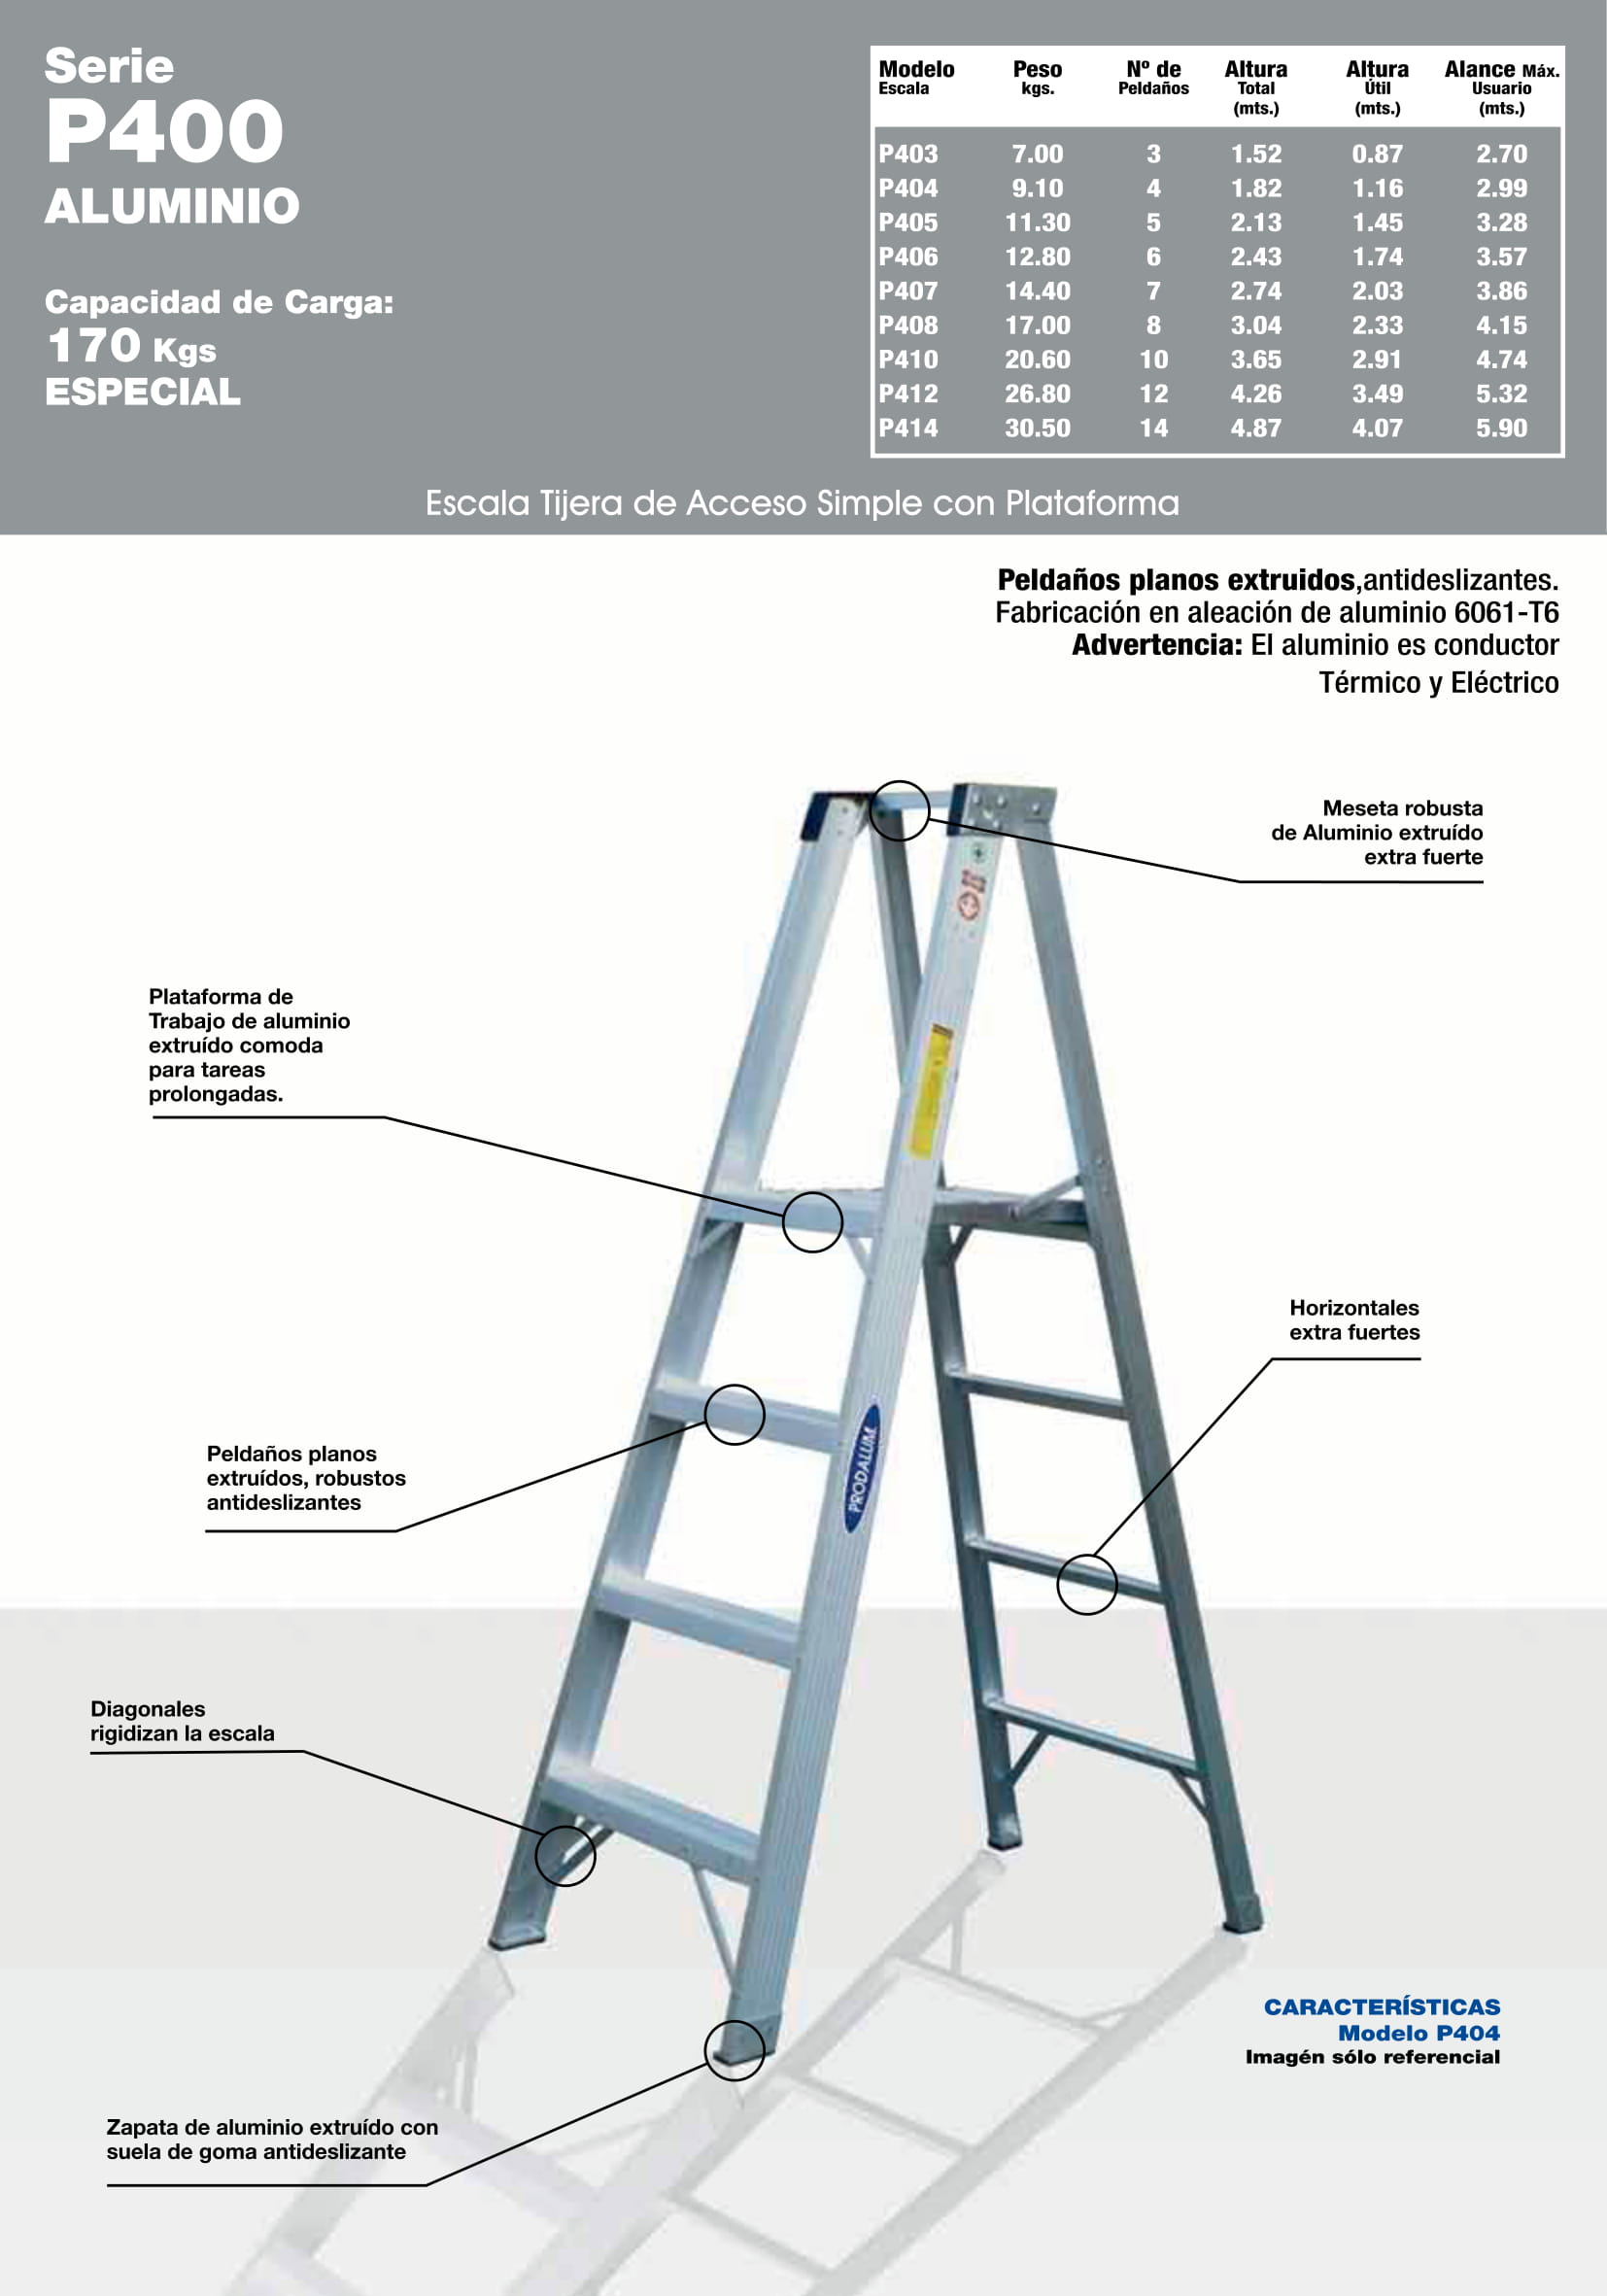 Serie
P400
ALUMINIO
Capacidad de Carga:
170 Kgs
ESPECIAL
Modelo Peso Nº de Altura Altura Alance Máx.
Escala kgs. Peldaños Total Útil Usuario
(mts.) (mts.) (mts.)
P403 7.00 3 1.52 0.87 2.70
P404 9.10 4 1.82 1.16 2.99
P405 11.30 5 2.13 1.45 3.28
P406 12.80 6 2.43 1.74 3.57
P407 14.40 7 2.74 2.03 3.86
P408 17.00 8 3.04 2.33 4.15
P410 20.60 10 3.65 2.91 4.74
P412 26.80 12 4.26 3.49 5.32
P414 30.50 14 4.87 4.07 5.90
Escala Tijera de Acceso Simple con Plataforma
Peldaños planos extruidos,antideslizantes.
Fabricación en aleación de aluminio 6061-T6
Advertencia: El aluminio es conductor
Térmico y Eléctrico
Meseta robusta
de Aluminio extruído
extra fuerte
Plataforma de
Trabajo de aluminio
extruído comoda
para tareas
prolongadas.
Horizontales
extra fuertes
Peldaños planos
extruídos, robustos
antideslizantes
PRODALUM
Diagonales
rigidizan la escala
CARACTERÍSTICAS
Modelo P404
Imagén sólo referencial
Zapata de aluminio extruído con
suela de goma antideslizante